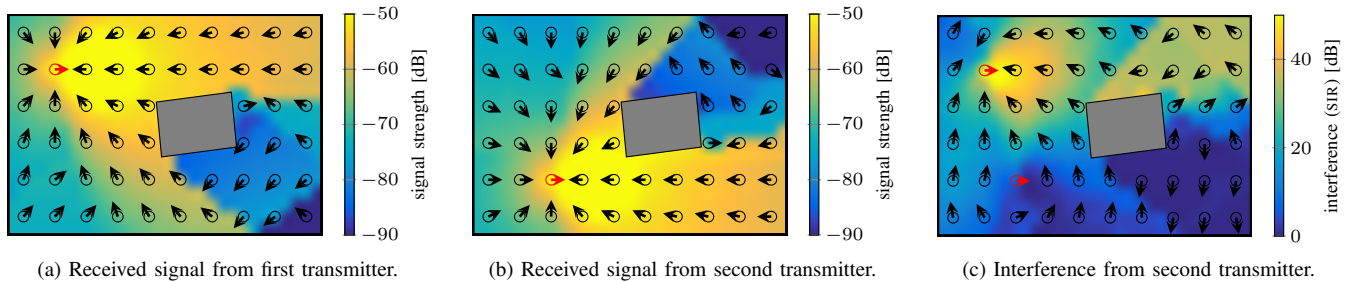 −50
−60
−70
−80
−90
signal strength [dB]
(a) Received signal from first transmitter.
−50
−60
−70
−80
−90
signal strength [dB]
(b) Received signal from second transmitter.
40
20
0
interference (SIR) [dB]
(c) Interference from second transmitter.